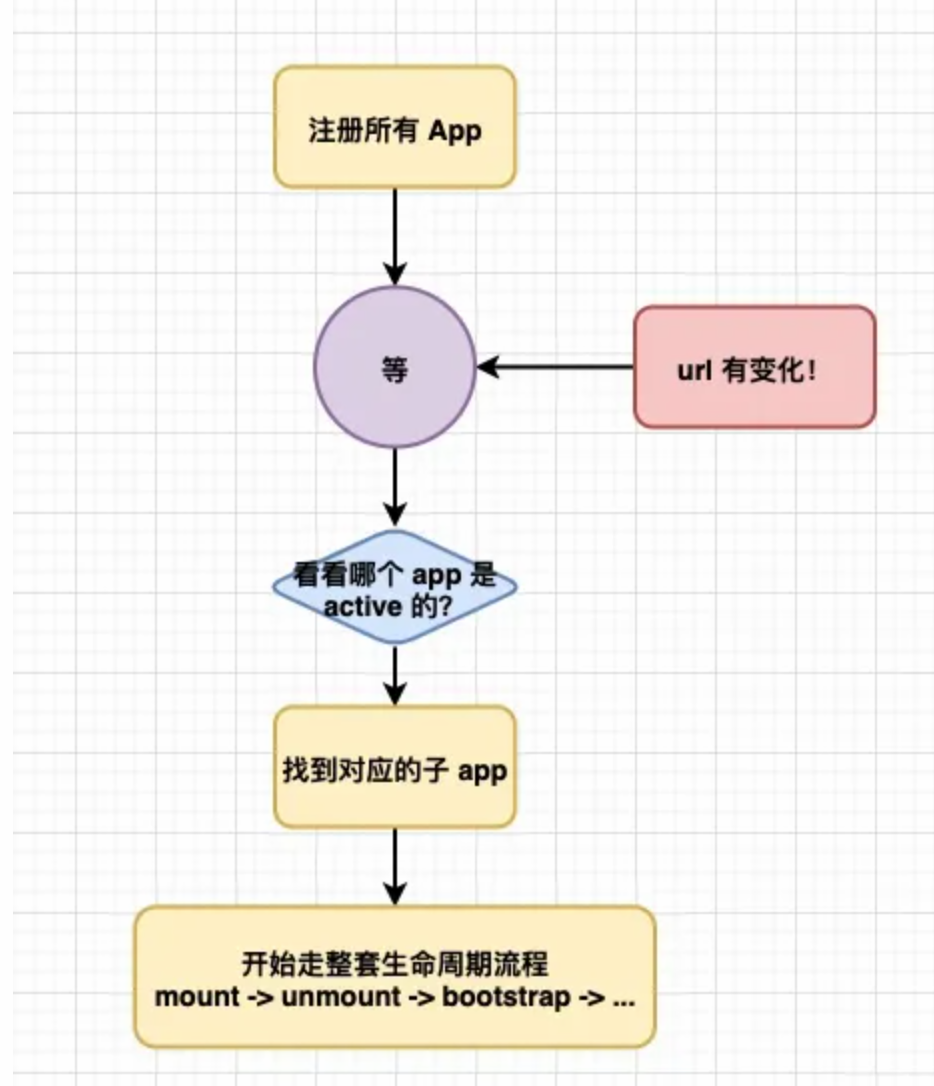 注册所有 App
等
url 有变化！
看看哪个 app 是
active 的？
找到对应的子 app
开始走整套生命周期流程
mount -> unmount -> bootstrap -> ...